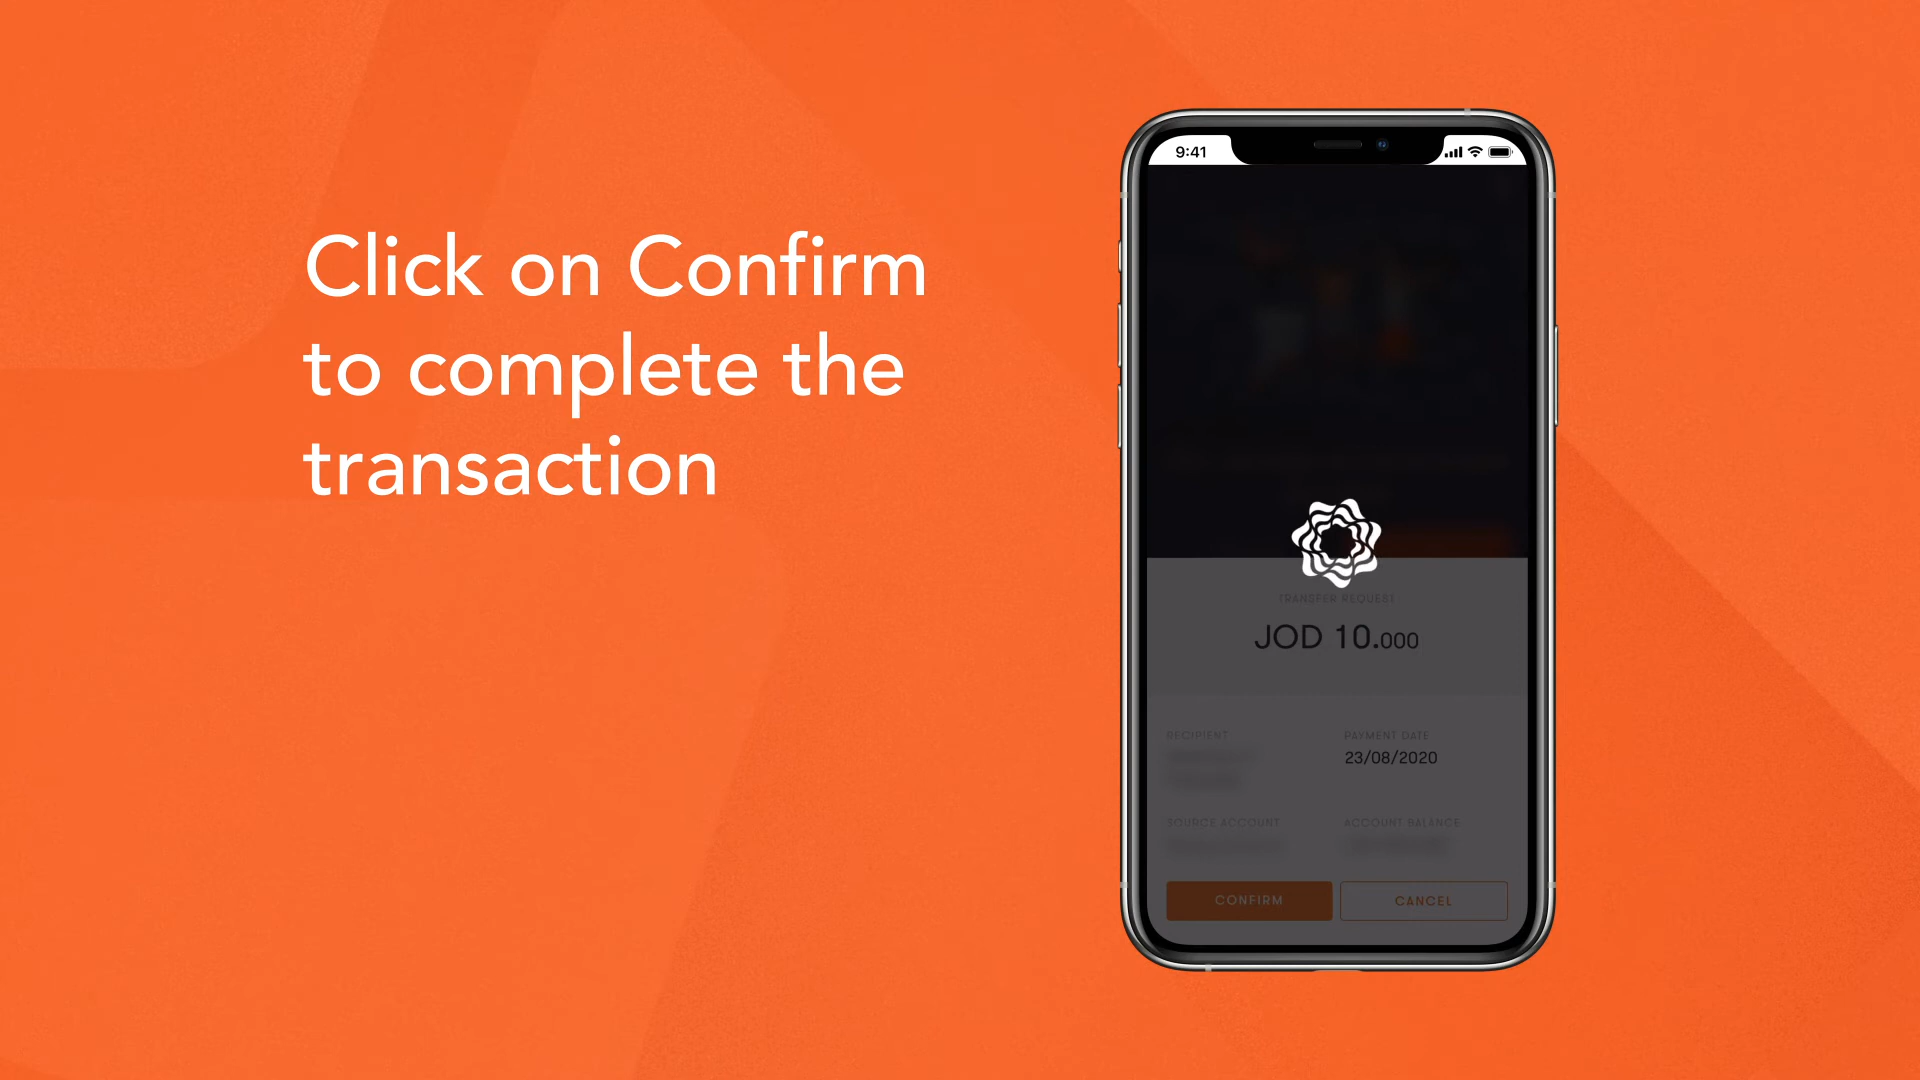 Click on Confirm
to complete the
transaction
9:41
TRANSFER REQUEST
JOD 10.000
RECIPIENT
PAYMENT DATE
23/08/2020
SOURCE ACCOUNT
ACCOUNT BALANCE
CONFIRM
CANCEL